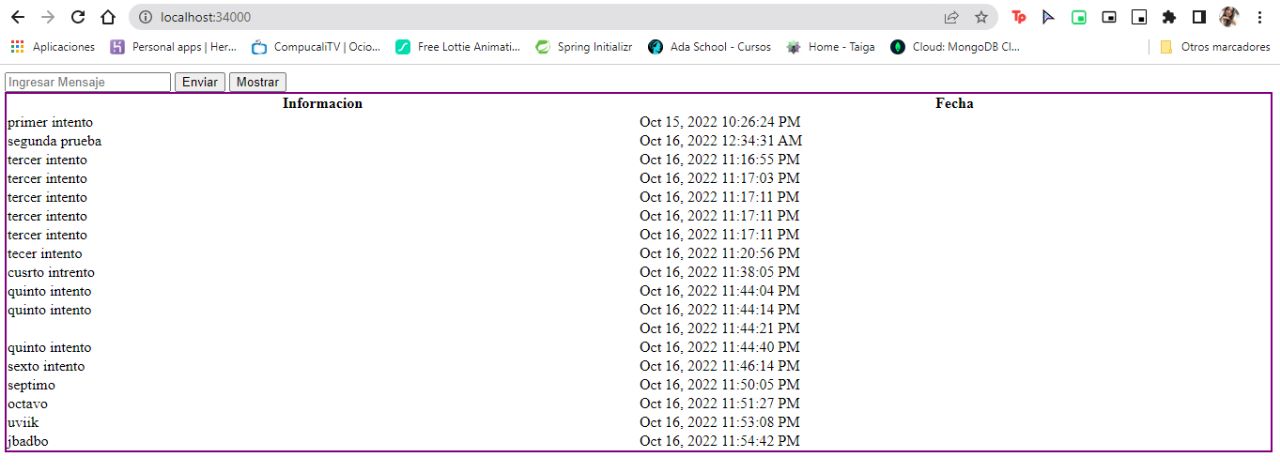 localhost:34000
Aplicaciones Personal apps | Her... CompucaliTV | Ocio... Free Lottie Animati... Spring Initializr Ada School - Cursos Home - Taiga Cloud: MongoDB Cl... Otros marcadores
Ingresar Mensaje Enviar Mostrar
Informacion Fecha
primer intento Oct 15, 2022 10:26:24 PM
segunda prueba Oct 16, 2022 12:34:31 AM
tercer intento Oct 16, 2022 11:16:55 PM
tercer intento Oct 16, 2022 11:17:03 PM
tercer intento Oct 16, 2022 11:17:11 PM
tercer intento Oct 16, 2022 11:17:11 PM
tercer intento Oct 16, 2022 11:17:11 PM
tecer intento Oct 16, 2022 11:20:56 PM
cusrto intrento Oct 16, 2022 11:38:05 PM
quinto intento Oct 16, 2022 11:44:04 PM
quinto intento Oct 16, 2022 11:44:14 PM
Oct 16, 2022 11:44:21 PM
quinto intento Oct 16, 2022 11:44:40 PM
sexto intento Oct 16, 2022 11:46:14 PM
septimo Oct 16, 2022 11:50:05 PM
octavo Oct 16, 2022 11:51:27 PM
uviik Oct 16, 2022 11:53:08 PM
jbadbo Oct 16, 2022 11:54:42 PM